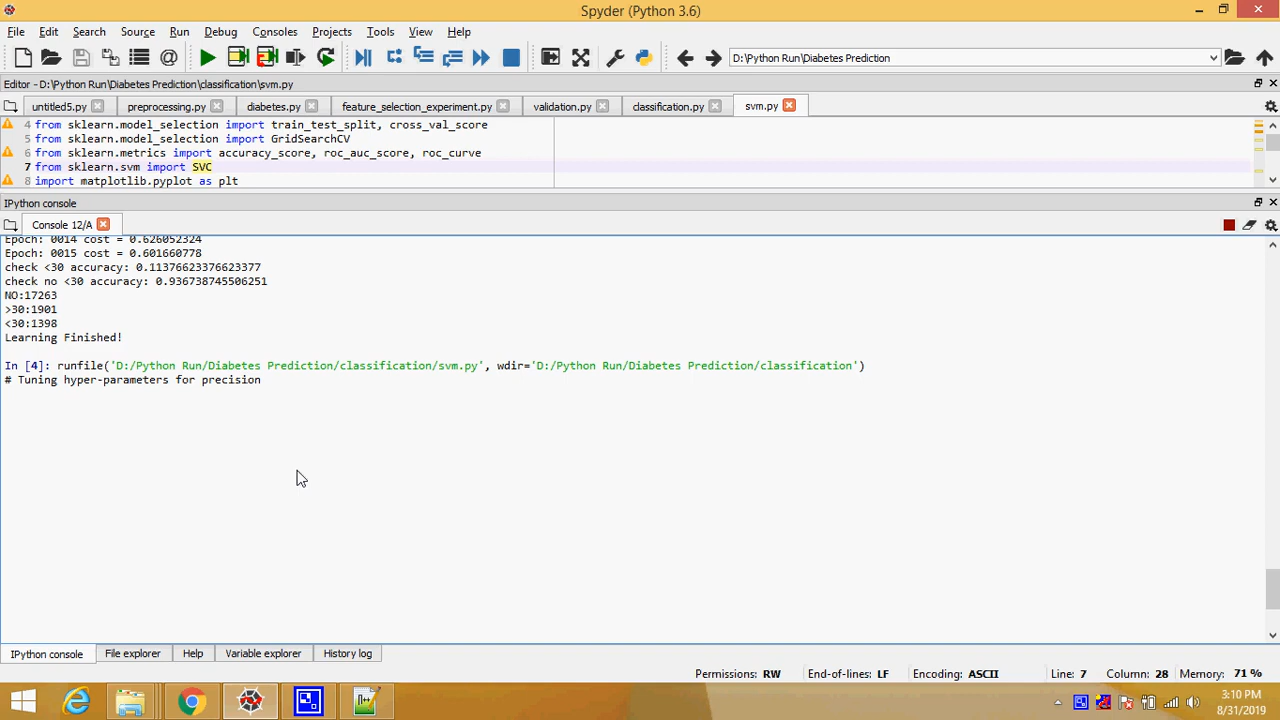 Spyder (Python 3.6)
File Edit Search Source Run Debug Consoles Projects Tools View Help
D:\Python Run\Diabetes Prediction
Editor - D:\Python Run\Diabetes Prediction\classification\svm.py
untitled5.py preprocessing.py diabetes.py feature_selection_experiment.py validation.py classification.py svm.py
4 from sklearn.model_selection import train_test_split, cross_val_score
5 from sklearn.model_selection import GridSearchCV
6 from sklearn.metrics import accuracy_score, roc_auc_score, roc_curve
7 from sklearn.svm import SVC
8 import matplotlib.pyplot as plt
IPython console
Console 12/A
Epoch: 0014 cost = 0.626052324
Epoch: 0015 cost = 0.601660778
check <30 accuracy: 0.11376623376623377
check no <30 accuracy: 0.936738745506251
NO:17263
>30:1901
<30:1398
Learning Finished!
In [4]: runfile('D:/Python Run/Diabetes Prediction/classification/svm.py', wdir='D:/Python Run/Diabetes Prediction/classification')
# Tuning hyper-parameters for precision
IPython console File explorer Help Variable explorer History log
Permissions: RW End-of-lines: LF Encoding: ASCII Line: 7 Column: 28 Memory: 71 %
3:10 PM
8/31/2019